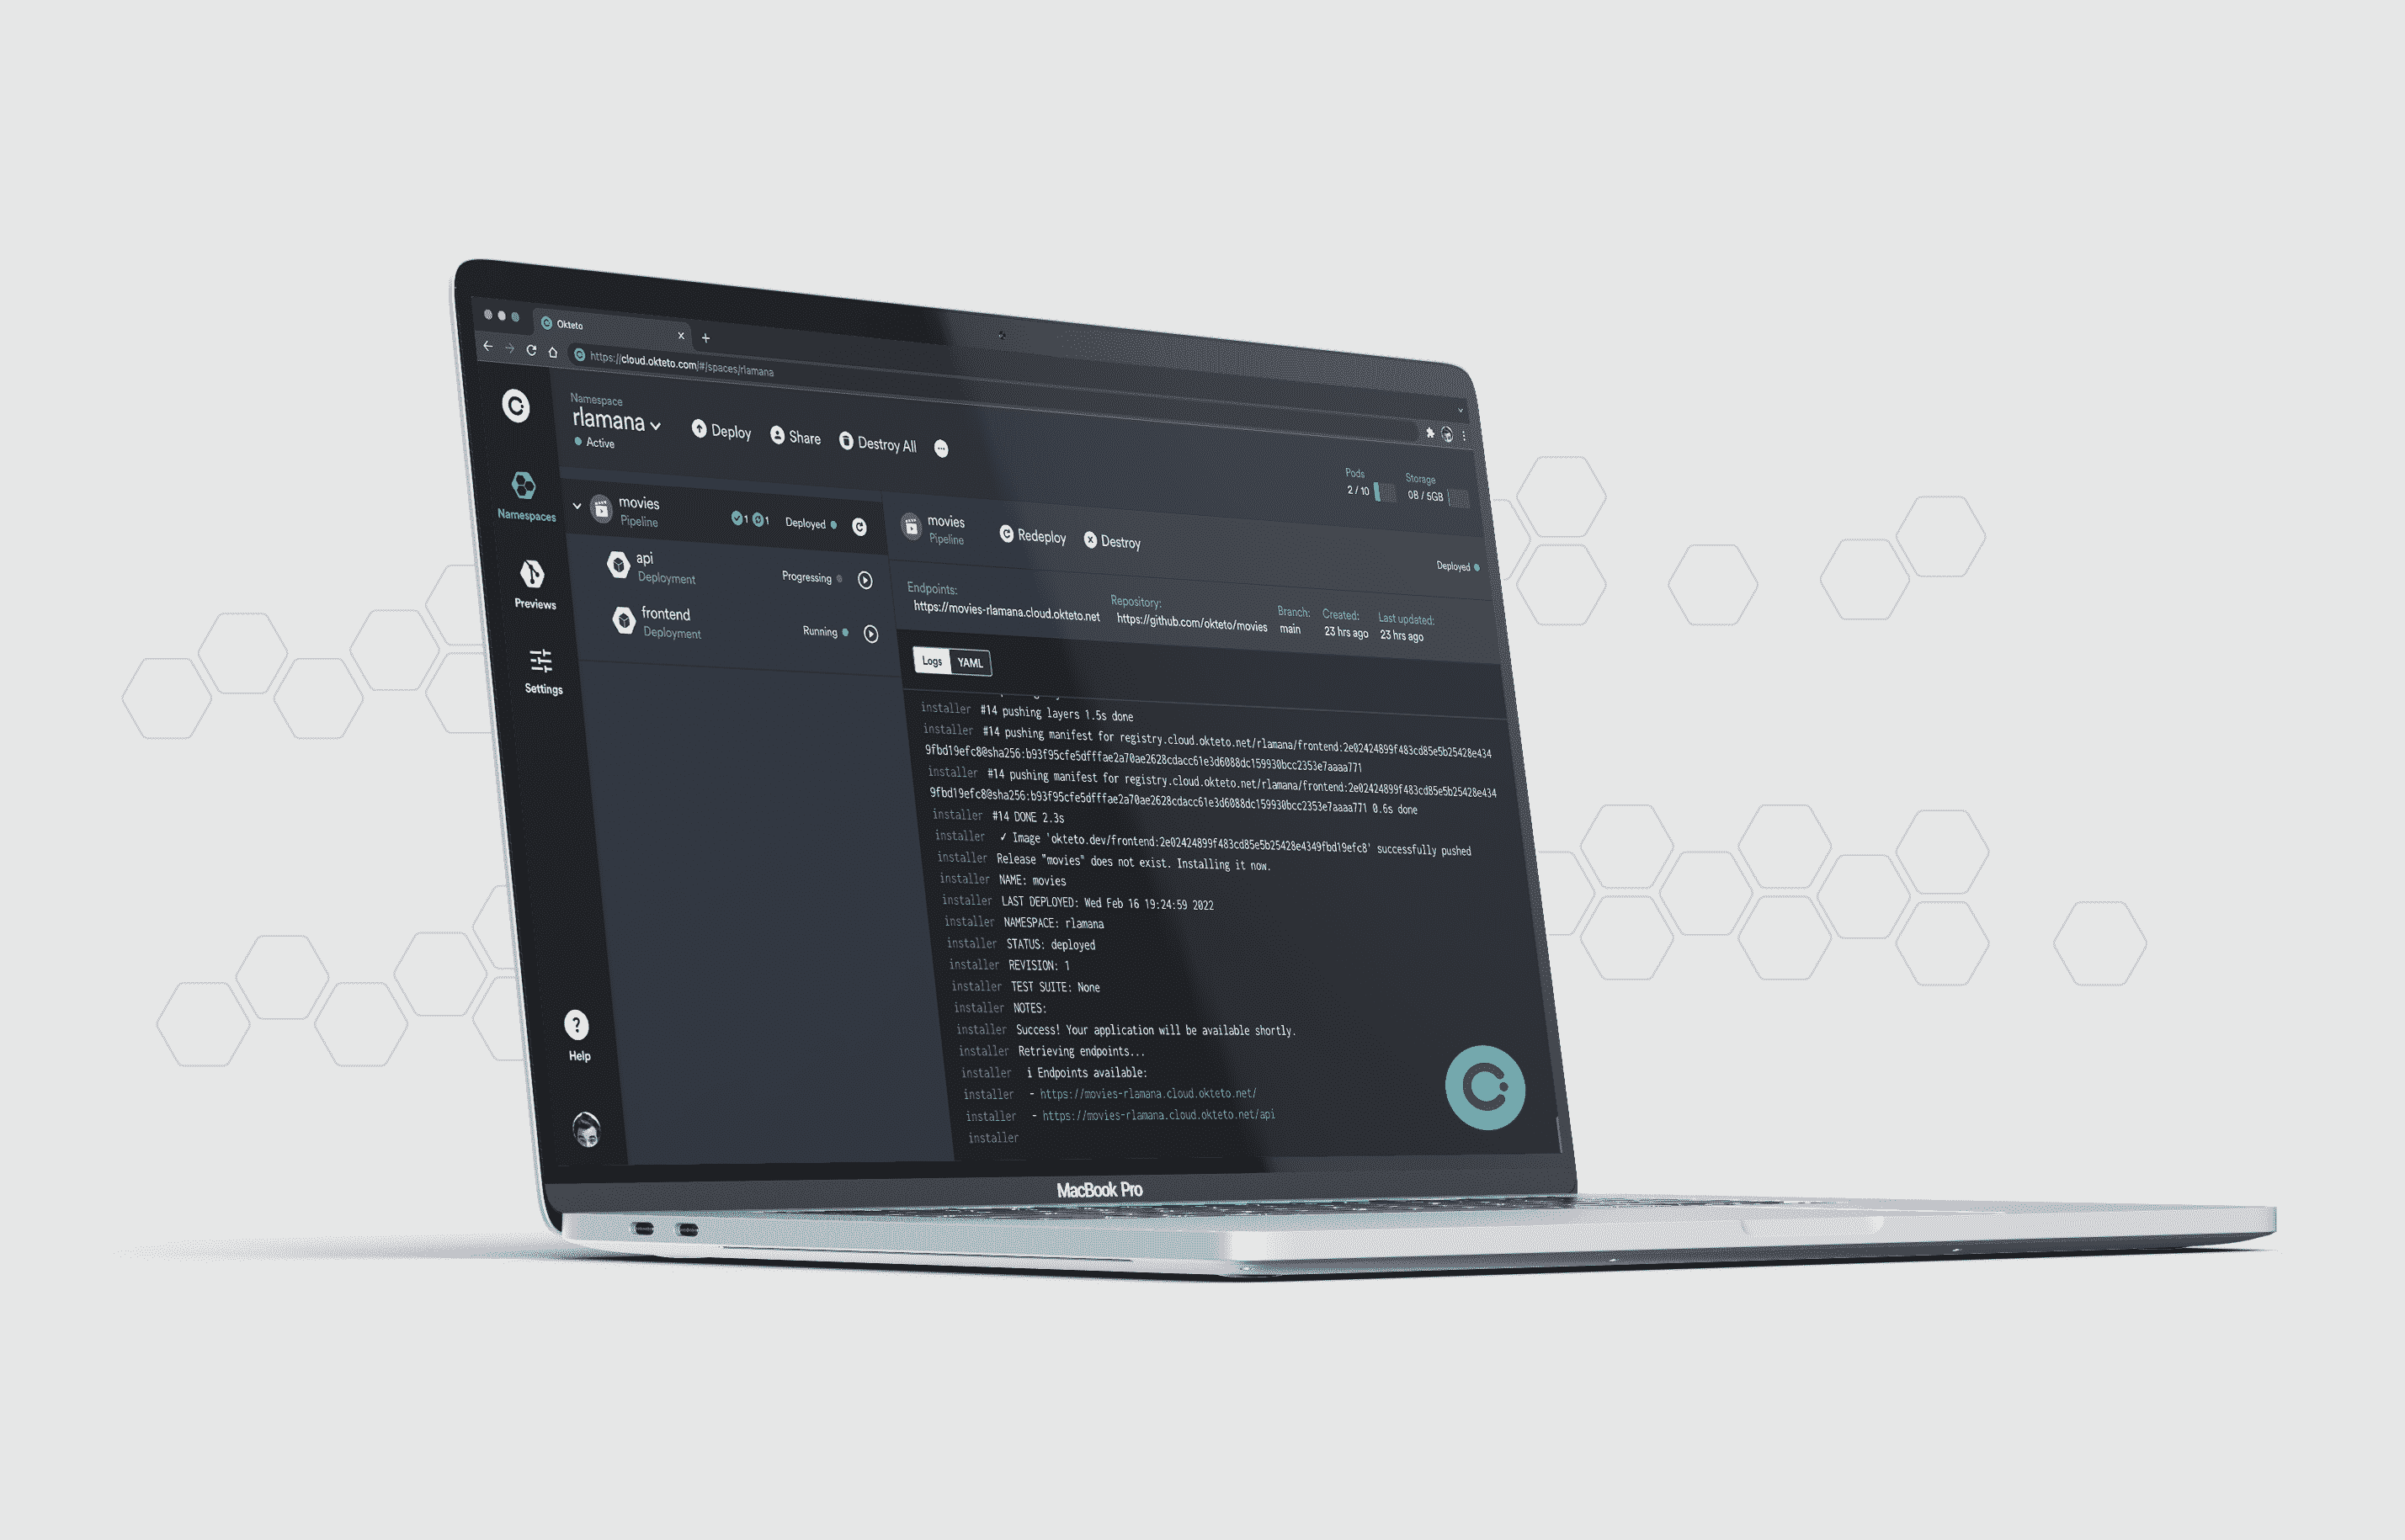 Okteto
https://cloud.okteto.com/#/spaces/rlamana
Namespace
rlamana
Active
Deploy
Share
Destroy All
Pods
2 / 10
Storage
0B / 5GB
Namespaces
Previews
Settings
Help
movies
Pipeline
1 1
Deployed
api
Deployment
Progressing
frontend
Deployment
Running
movies
Pipeline
Redeploy
Destroy
Deployed
Endpoints:
https://movies-rlamana.cloud.okteto.net
Repository:
https://github.com/okteto/movies
Branch:
main
Created:
23 hrs ago
Last updated:
23 hrs ago
Logs YAML
installer #14 pushing layers 1.5s done
installer #14 pushing manifest for registry.cloud.okteto.net/rlamana/frontend:2e02424899f483cd85e5b25428e434
9fbd19efc8@sha256:b93f95cfe5dfffae2a70ae2628cdacc61e3d6088dc159930bcc2353e7aaaa771
installer #14 pushing manifest for registry.cloud.okteto.net/rlamana/frontend:2e02424899f483cd85e5b25428e434
9fbd19efc8@sha256:b93f95cfe5dfffae2a70ae2628cdacc61e3d6088dc159930bcc2353e7aaaa771 0.6s done
installer #14 DONE 2.3s
installer ✓ Image 'okteto.dev/frontend:2e02424899f483cd85e5b25428e4349fbd19efc8' successfully pushed
installer Release "movies" does not exist. Installing it now.
installer NAME: movies
installer LAST DEPLOYED: Wed Feb 16 19:24:59 2022
installer NAMESPACE: rlamana
installer STATUS: deployed
installer REVISION: 1
installer TEST SUITE: None
installer NOTES:
installer Success! Your application will be available shortly.
installer Retrieving endpoints...
installer i Endpoints available:
installer - https://movies-rlamana.cloud.okteto.net/
installer - https://movies-rlamana.cloud.okteto.net/api
installer
MacBook Pro